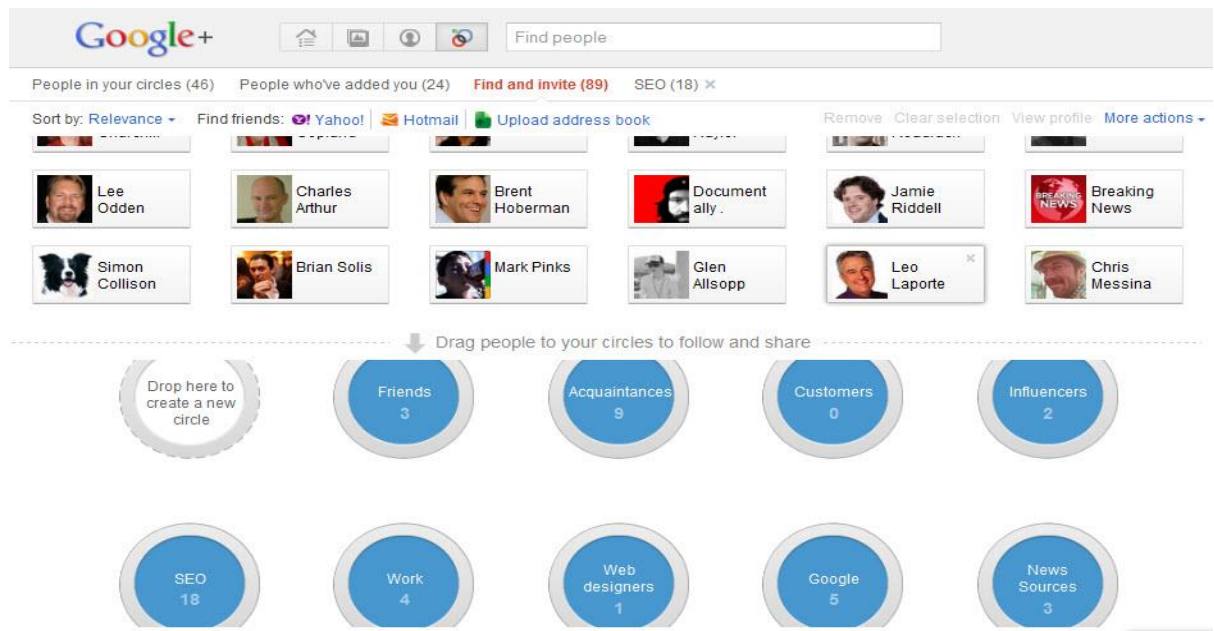 Google+
Find people
People in your circles (46) People who've added you (24) Find and invite (89) SEO (18) ×
Sort by: Relevance Find friends: Yahoo! Hotmail Upload address book Remove Clear selection View profile More actions
Lee
Odden
Charles
Arthur
Brent
Hoberman
Document
ally .
Jamie
Riddell
BREAKING
NEWS
Breaking
News
Simon
Collison
Brian Solis
Mark Pinks
Glen
Allsopp
Leo
Laporte
×
Chris
Messina
Drag people to your circles to follow and share
Drop here to
create a new
circle
Friends
3
Acquaintances
9
Customers
0
Influencers
2
SEO
18
Work
4
Web
designers
1
Google
5
News
Sources
3